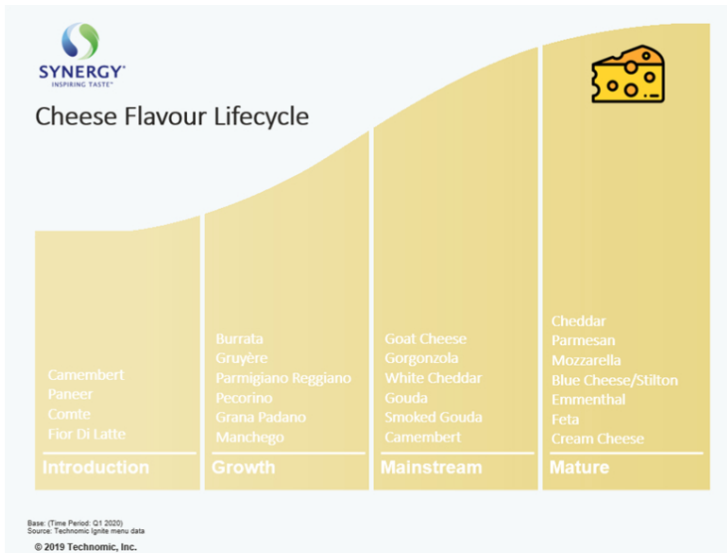 SYNERGY®
INSPIRING TASTE™
Cheese Flavour Lifecycle
Camembert
Paneer
Comte
Fior Di Latte
Introduction
Burrata
Gruyère
Parmigiano Reggiano
Pecorino
Grana Padano
Manchego
Growth
Goat Cheese
Gorgonzola
White Cheddar
Gouda
Smoked Gouda
Camembert
Mainstream
Cheddar
Parmesan
Mozzarella
Blue Cheese/Stilton
Emmenthal
Feta
Cream Cheese
Mature
Base: (Time Period: Q1 2020)
Source: Technomic Ignite menu data
© 2019 Technomic, Inc.